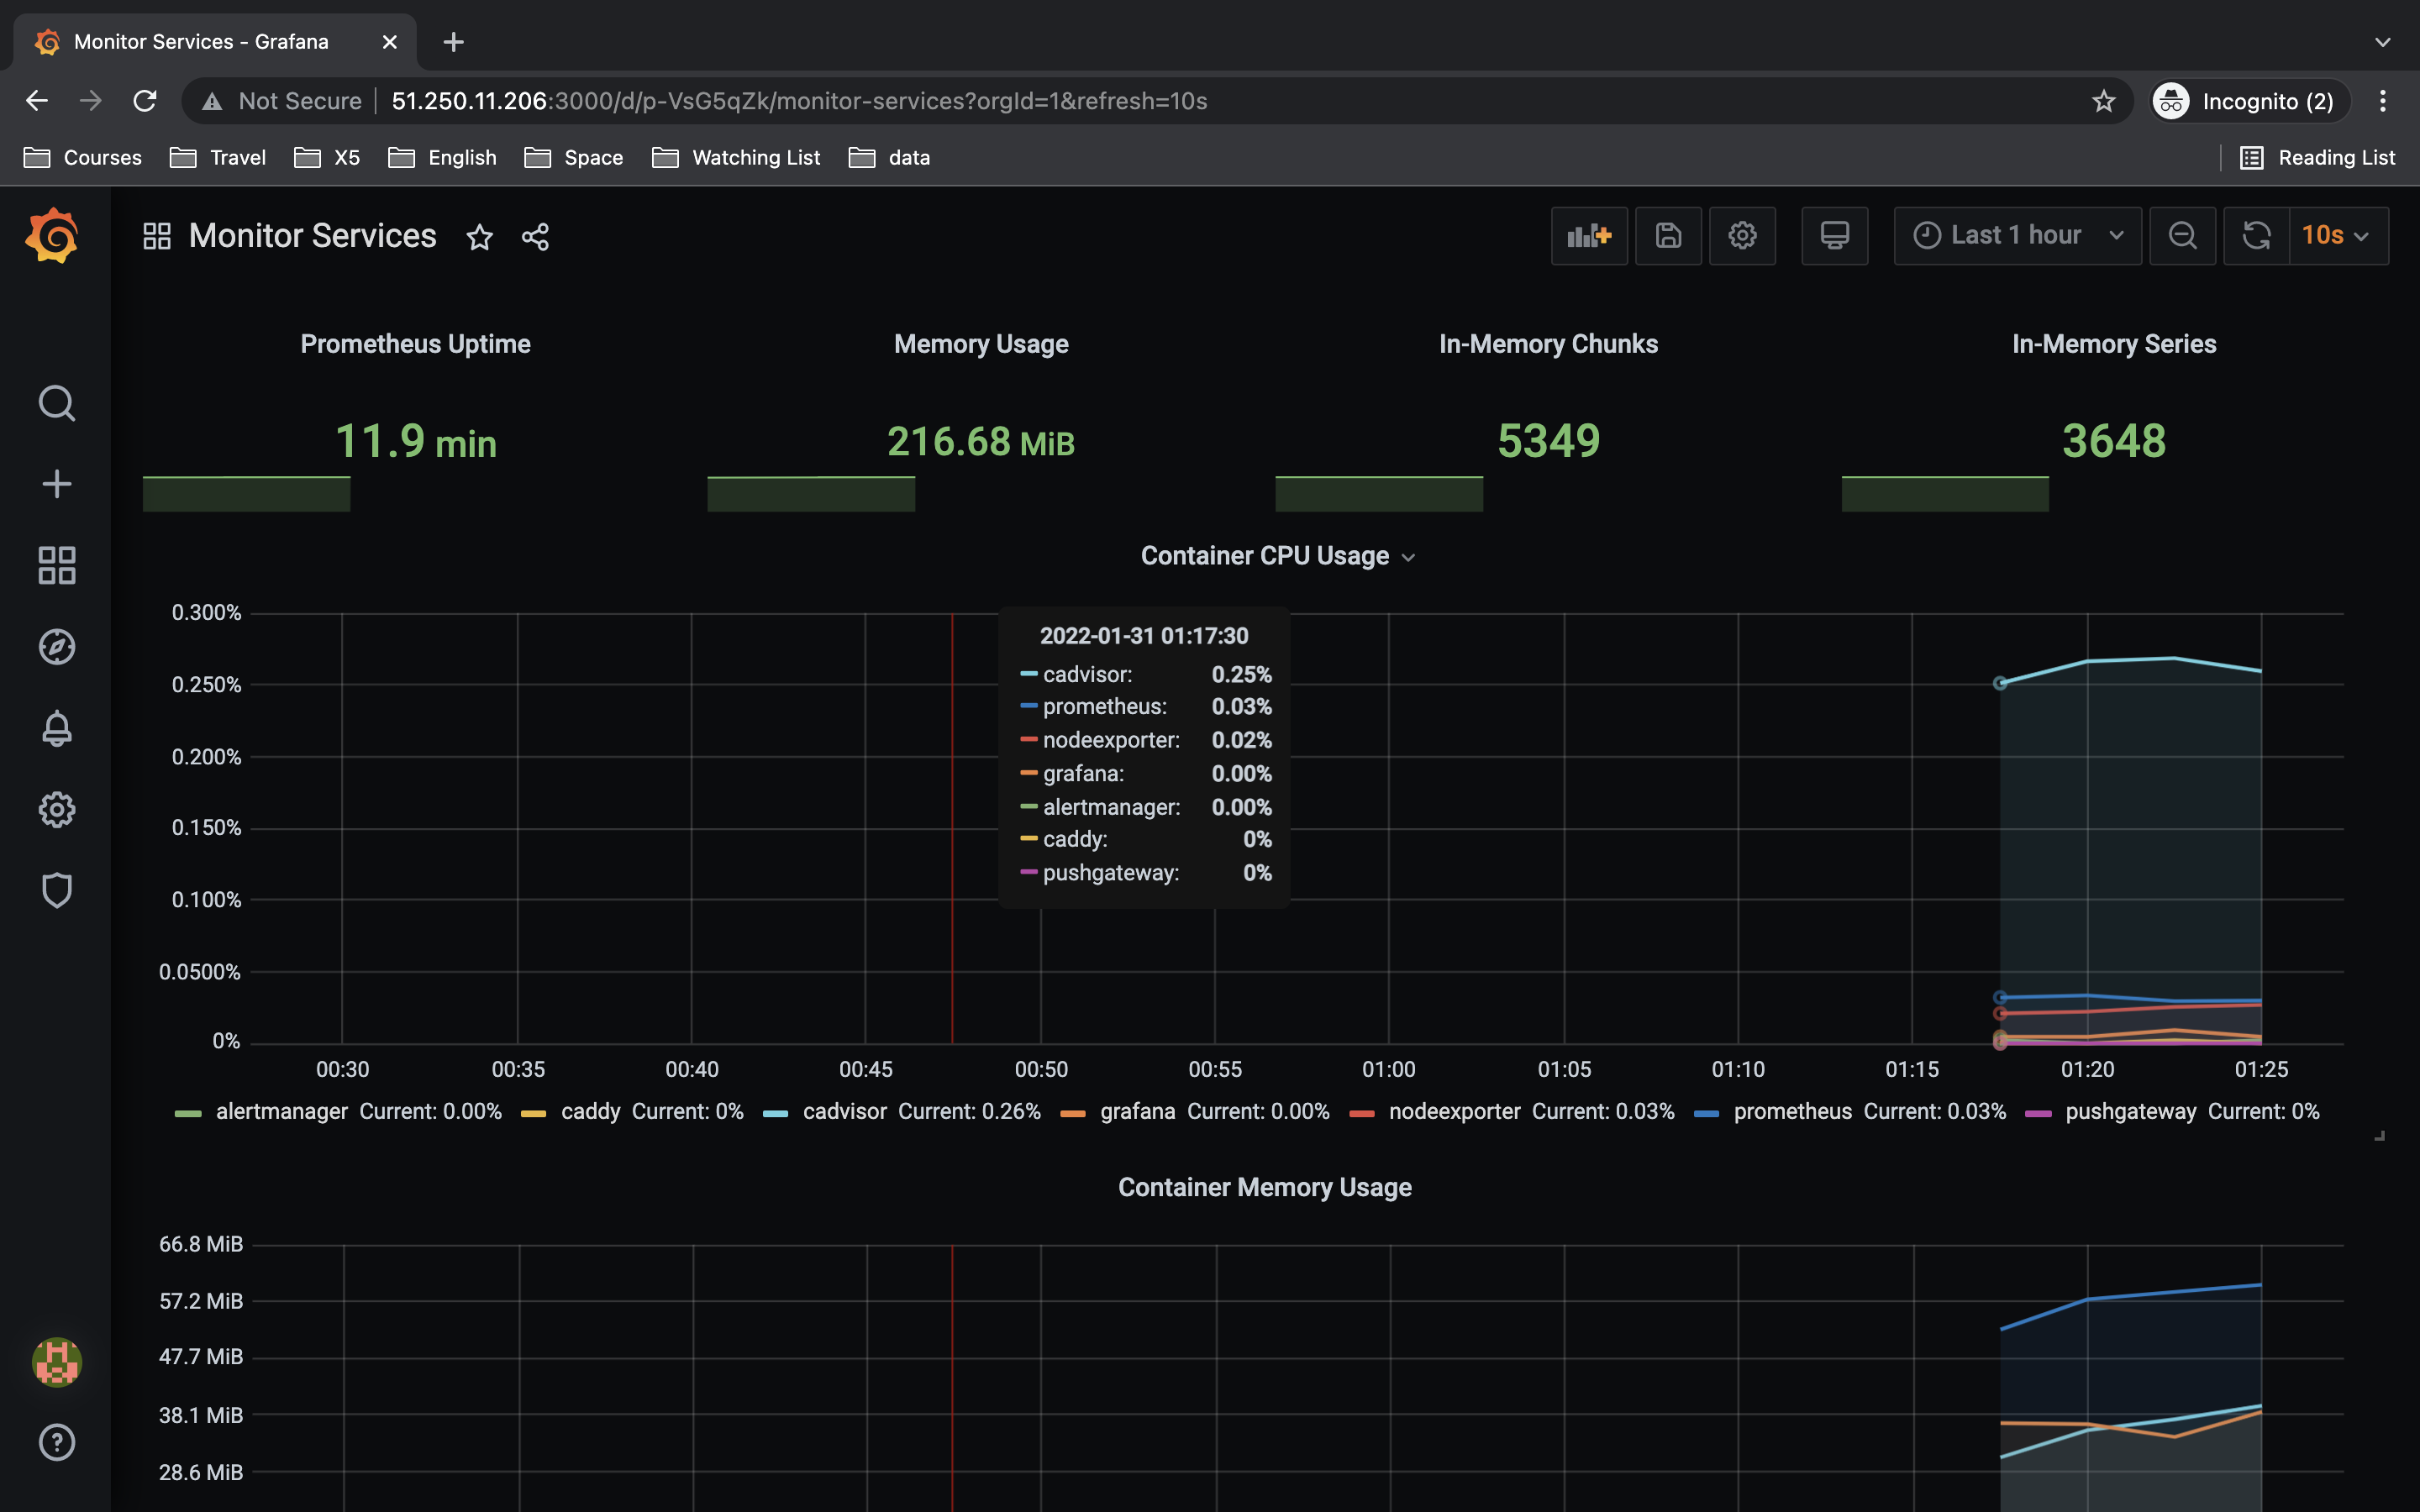 Monitor Services - Grafana
Not Secure 51.250.11.206:3000/d/p-VsG5qZk/monitor-services?orgId=1&refresh=10s Incognito (2)
Courses Travel X5 English Space Watching List data Reading List
Monitor Services Last 1 hour 10s
Prometheus Uptime Memory Usage In-Memory Chunks In-Memory Series
11.9 min 216.68 MiB 5349 3648
Container CPU Usage
0.300%
0.250%
0.200%
0.150%
0.100%
0.0500%
0%
2022-01-31 01:17:30
cadvisor: 0.25%
prometheus: 0.03%
nodeexporter: 0.02%
grafana: 0.00%
alertmanager: 0.00%
caddy: 0%
pushgateway: 0%
00:30 00:35 00:40 00:45 00:50 00:55 01:00 01:05 01:10 01:15 01:20 01:25
alertmanager Current: 0.00% caddy Current: 0% cadvisor Current: 0.26% grafana Current: 0.00% nodeexporter Current: 0.03% prometheus Current: 0.03% pushgateway Current: 0%
Container Memory Usage
66.8 MiB
57.2 MiB
47.7 MiB
38.1 MiB
28.6 MiB